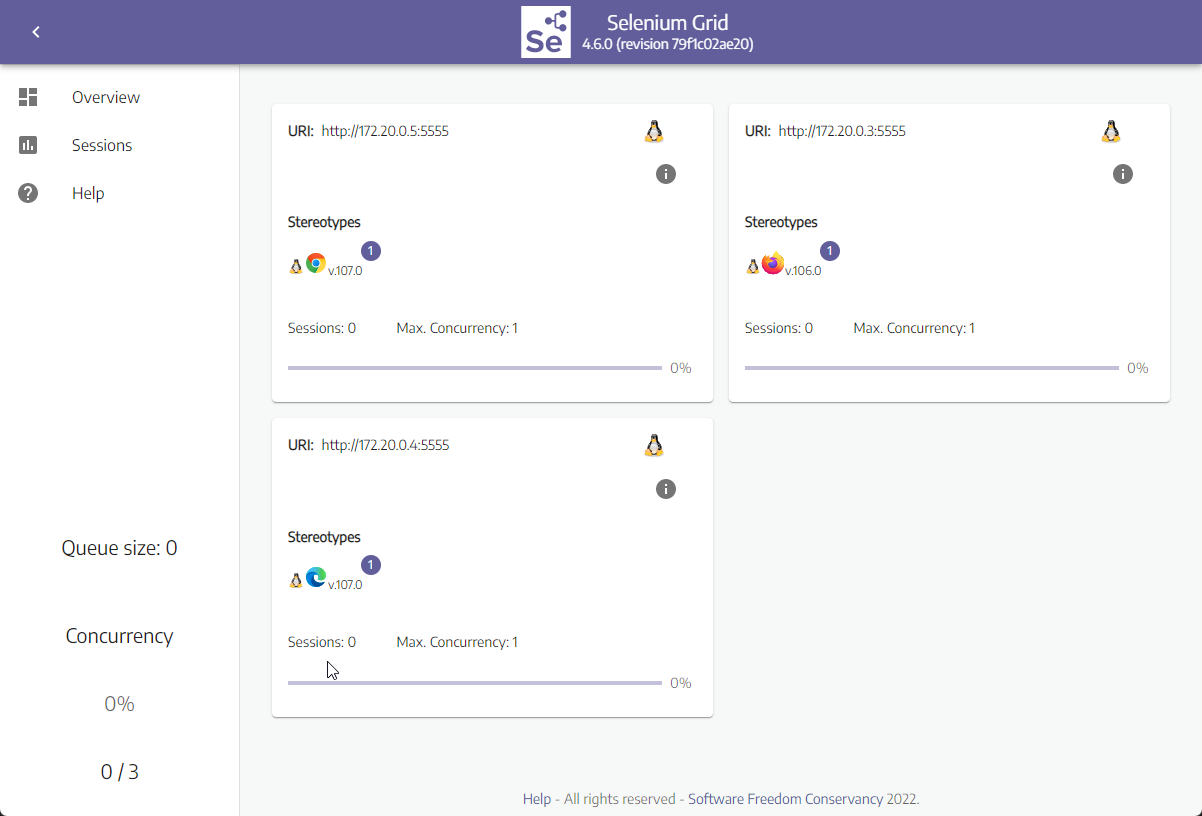 Se
Selenium Grid
4.6.0 (revision 79f1c02ae20)
Overview
Sessions
Help
Queue size: 0
Concurrency
0%
0 / 3
URI: http://172.20.0.5:5555
Stereotypes
1
v.107.0
Sessions: 0 Max. Concurrency: 1
0%
URI: http://172.20.0.3:5555
Stereotypes
1
v.106.0
Sessions: 0 Max. Concurrency: 1
0%
URI: http://172.20.0.4:5555
Stereotypes
1
v.107.0
Sessions: 0 Max. Concurrency: 1
0%
Help - All rights reserved - Software Freedom Conservancy 2022.